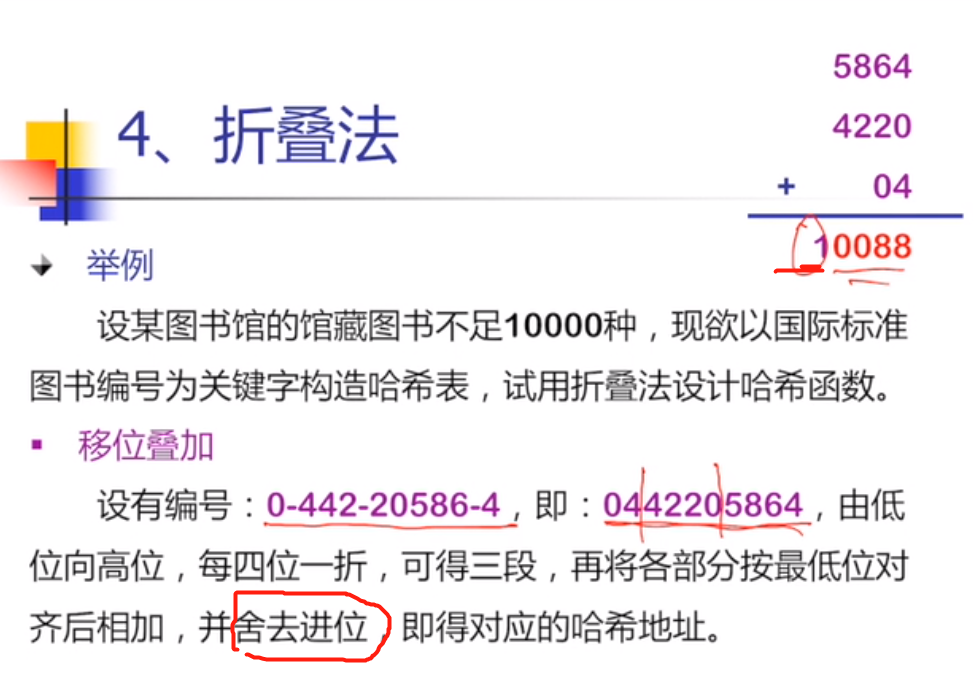 5864
4220
4、折叠法
+ 04
10088
举例
设某图书馆的馆藏图书不足10000种，现欲以国际标准
图书编号为关键字构造哈希表，试用折叠法设计哈希函数。
移位叠加
设有编号：0-442-20586-4，即：0442205864，由低
位向高位，每四位一折，可得三段，再将各部分按最低位对
齐后相加，并舍去进位，即得对应的哈希地址。